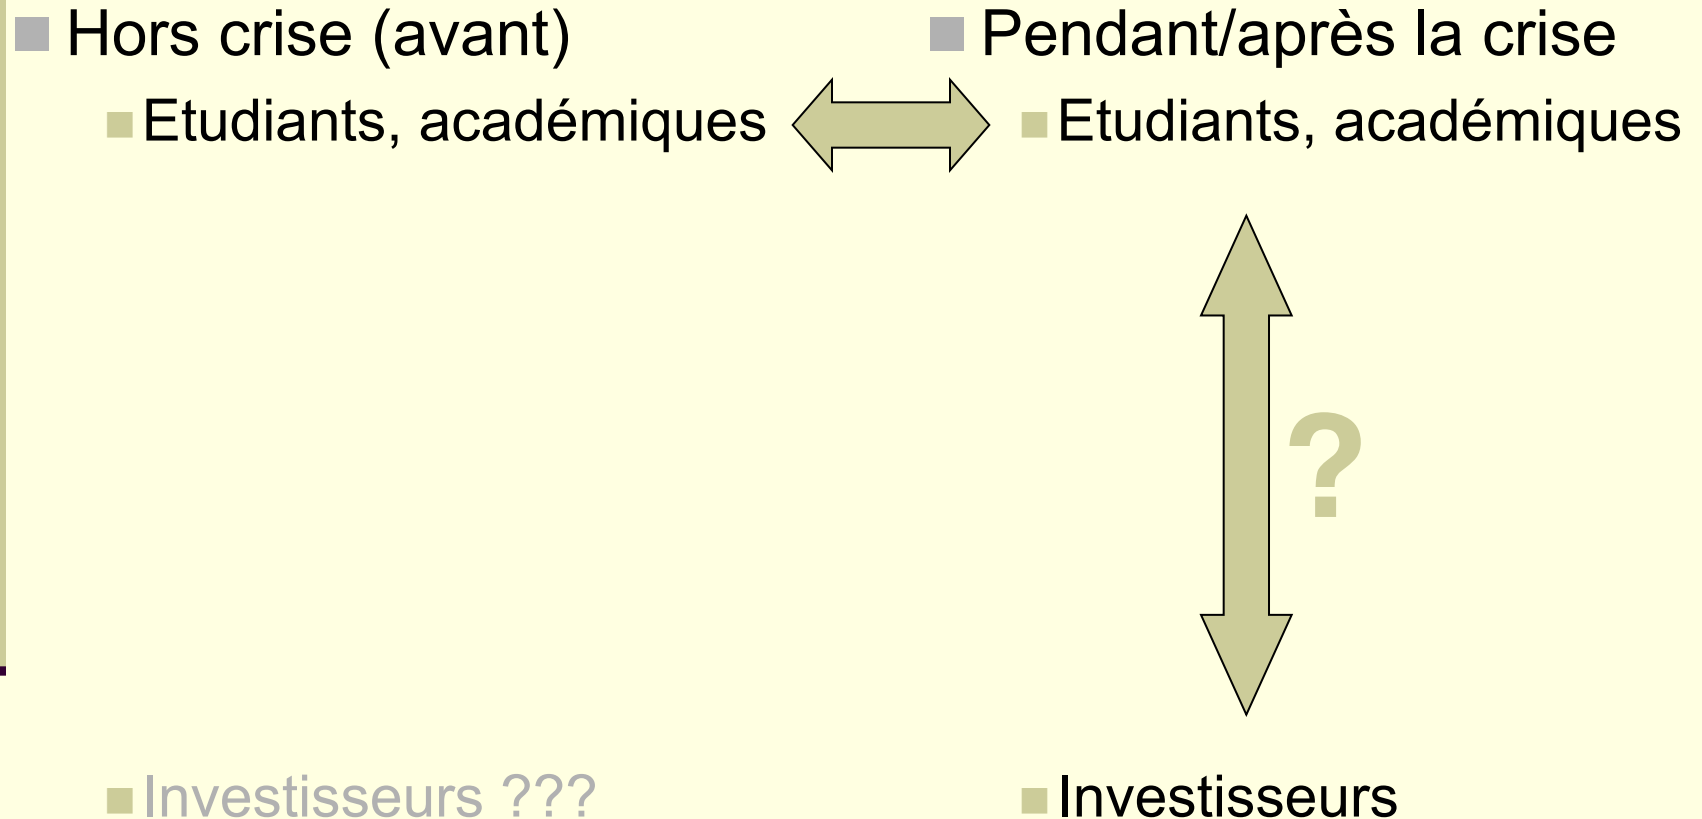 Hors crise (avant)
Etudiants, académiques
Investisseurs ???
Pendant/après la crise
Etudiants, académiques
?
Investisseurs